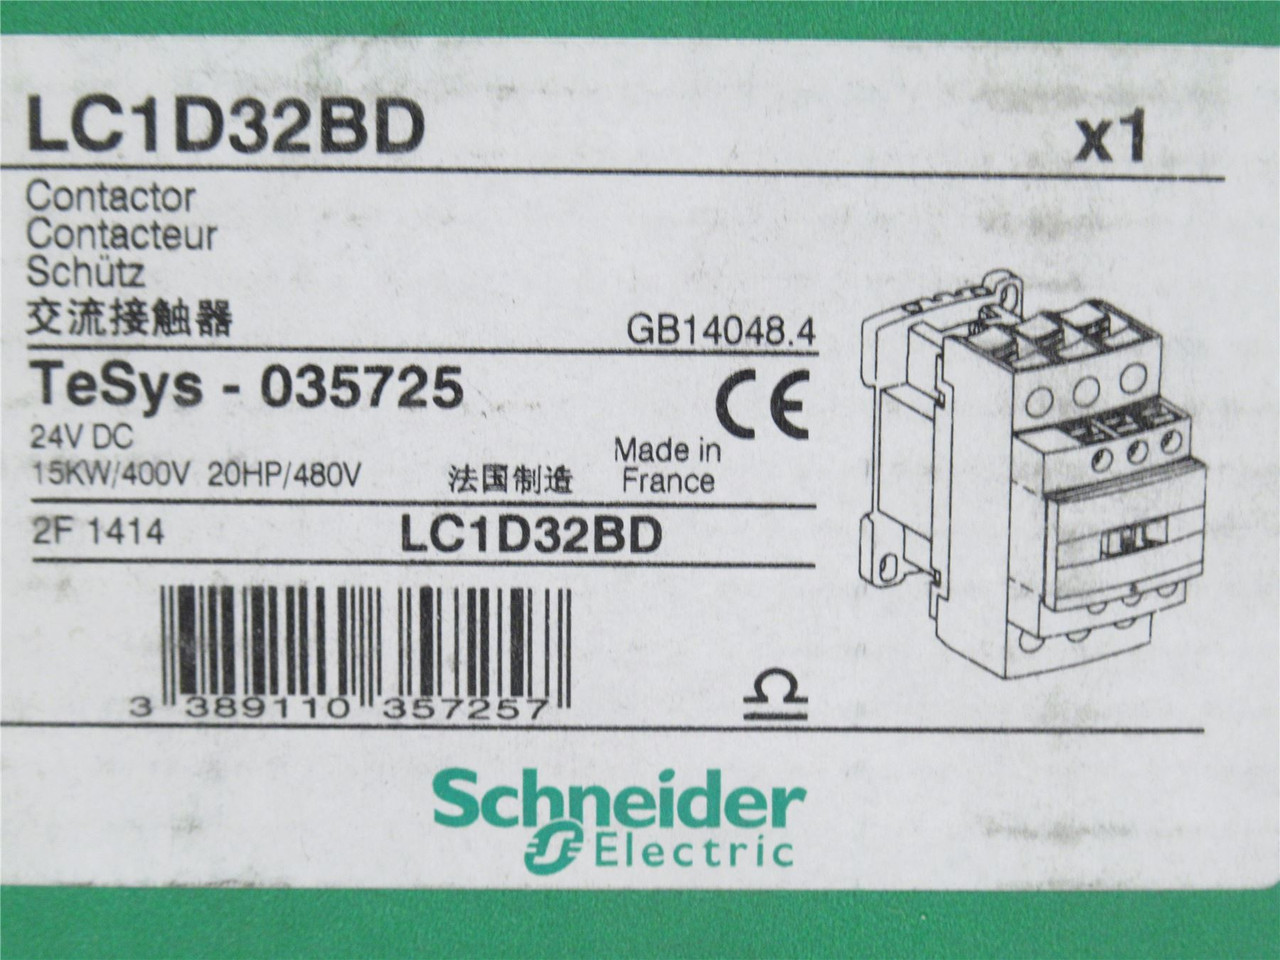 LC1D32BD x1
Contactor
Contacteur
Schütz
交流接触器 GB14048.4
TeSys - 035725 CE
24V DC
15KW/400V 20HP/480V 法国制造 Made in
France
2F 1414 LC1D32BD
3 389110 357257
Schneider
Electric